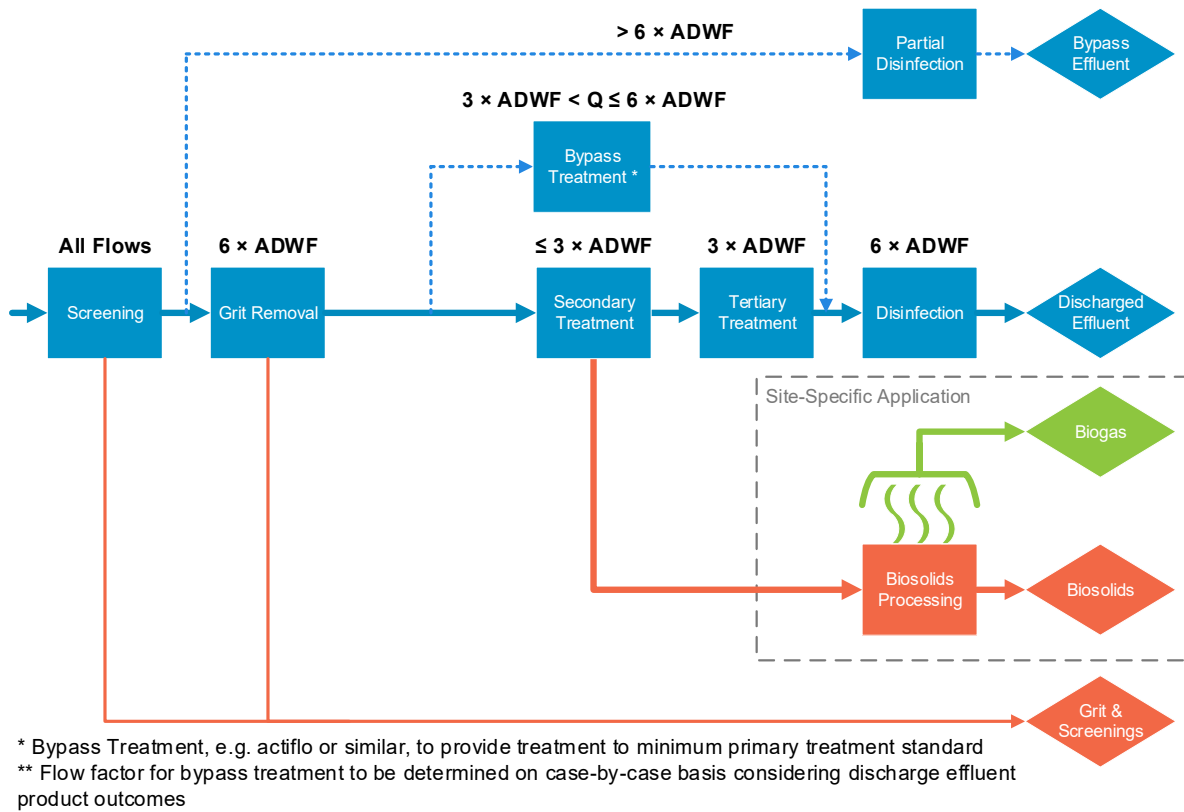 > 6 × ADWF
Partial
Disinfection
Bypass
Effluent
3 × ADWF < Q ≤ 6 × ADWF
Bypass
Treatment *
All Flows
6 × ADWF
≤ 3 × ADWF
3 × ADWF
6 × ADWF
Screening
Grit Removal
Secondary
Treatment
Tertiary
Treatment
Disinfection
Discharged
Effluent
Site-Specific Application
Biogas
Biosolids
Processing
Biosolids
Grit &
Screenings
* Bypass Treatment, e.g. actiflo or similar, to provide treatment to minimum primary treatment standard
** Flow factor for bypass treatment to be determined on case-by-case basis considering discharge effluent
product outcomes